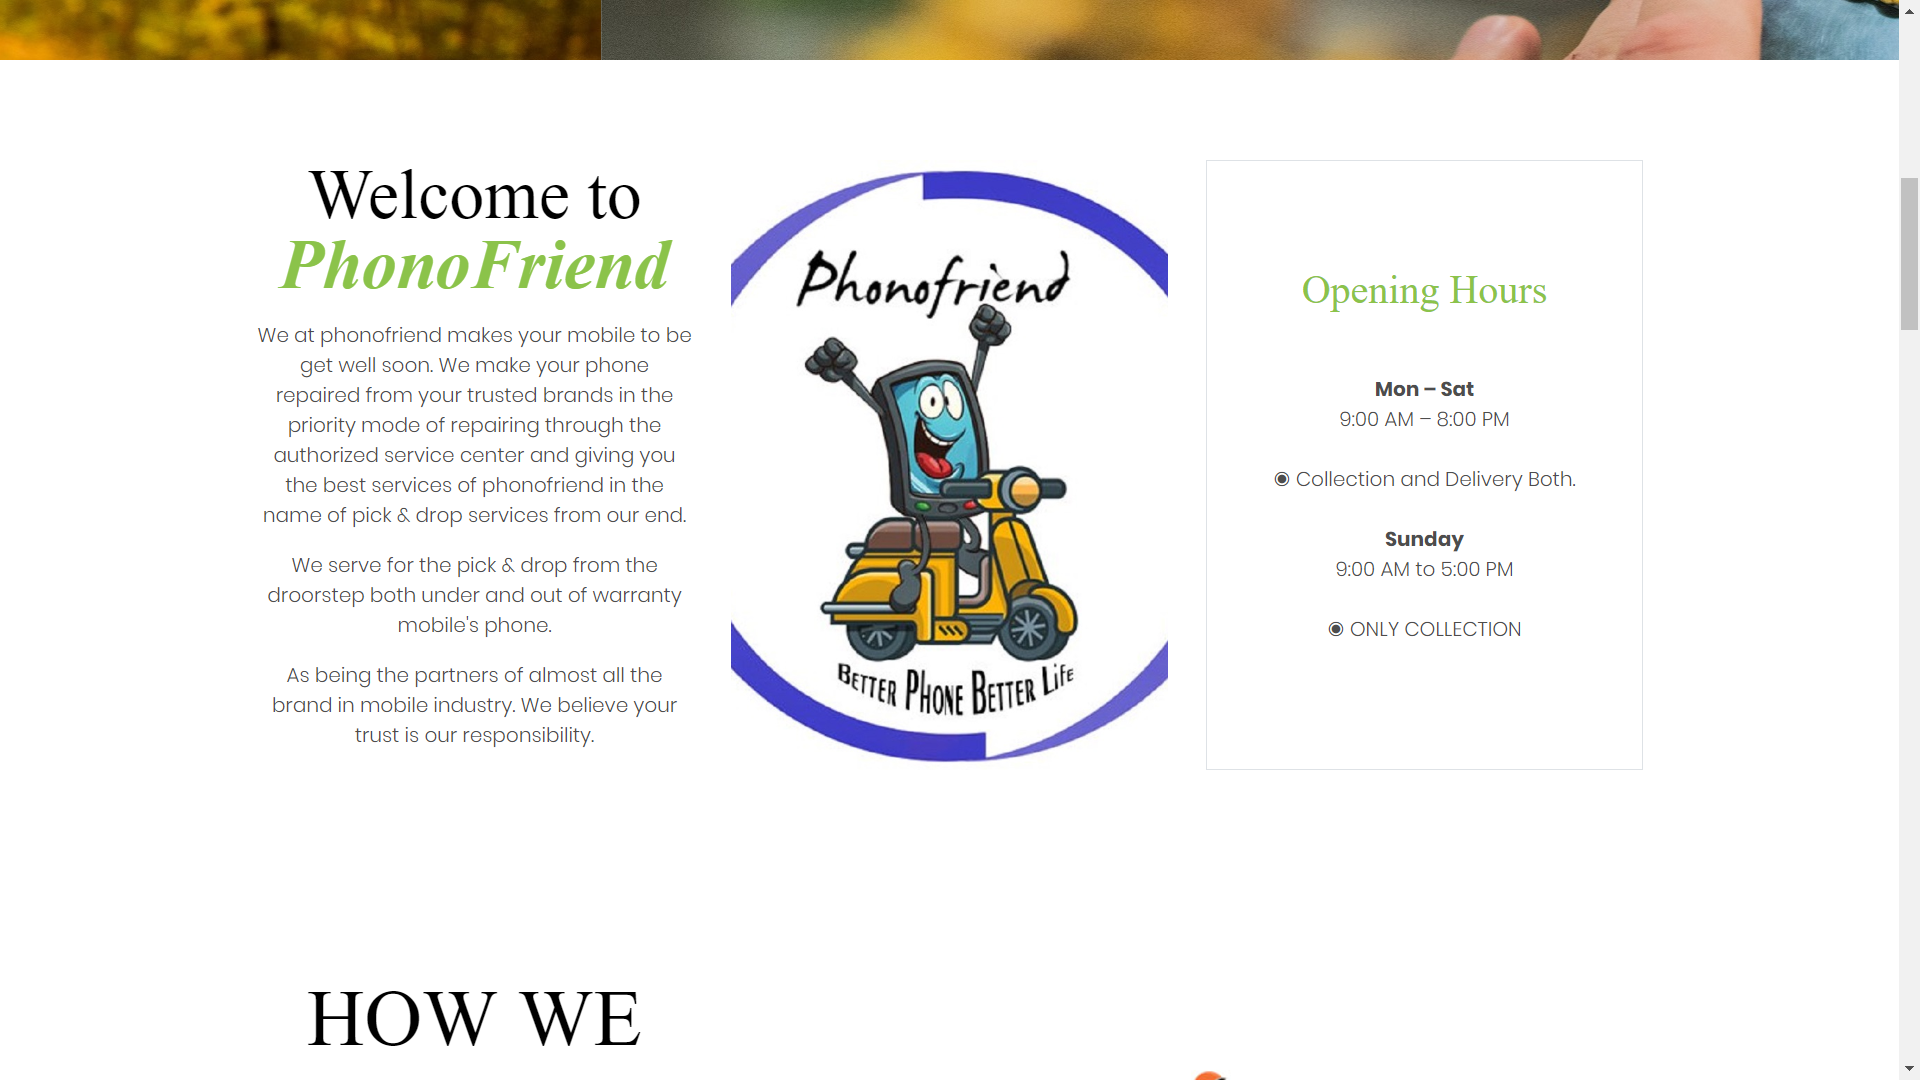 Welcome to
PhonoFriend
We at phonofriend makes your mobile to be
get well soon. We make your phone
repaired from your trusted brands in the
priority mode of repairing through the
authorized service center and giving you
the best services of phonofriend in the
name of pick & drop services from our end.
We serve for the pick & drop from the
droorstep both under and out of warranty
mobile's phone.
As being the partners of almost all the
brand in mobile industry. We believe your
trust is our responsibility.
Phonofriend
BETTER PHONE BETTER LIFE
Opening Hours
Mon – Sat
9:00 AM – 8:00 PM
◉ Collection and Delivery Both.
Sunday
9:00 AM to 5:00 PM
◉ ONLY COLLECTION
HOW WE